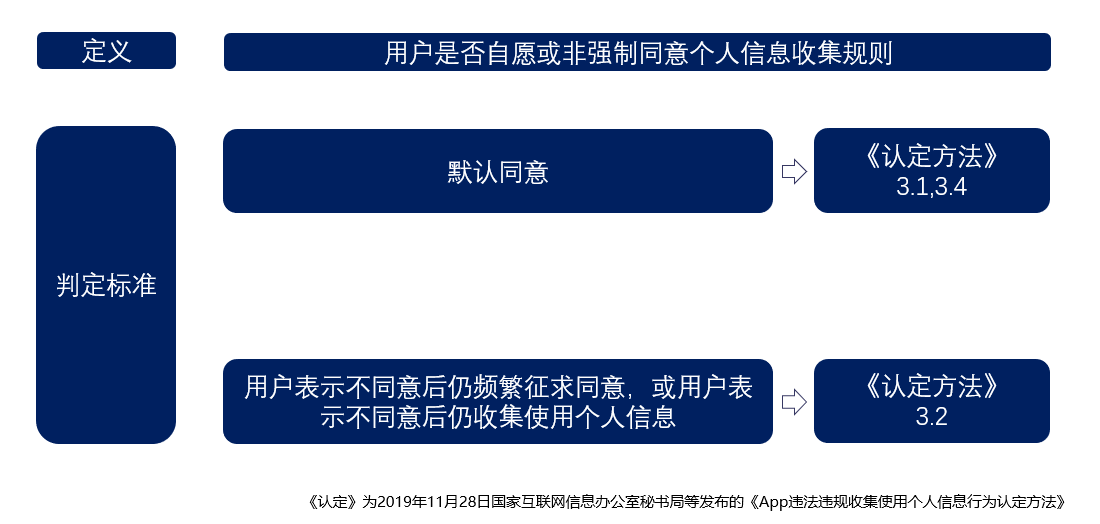 定义
用户是否自愿或非强制同意个人信息收集规则
判定标准
默认同意
《认定方法》
3.1,3.4
用户表示不同意后仍频繁征求同意，或用户表
示不同意后仍收集使用个人信息
《认定方法》
3.2
《认定》为2019年11月28日国家互联网信息办公室秘书局等发布的《App违法违规收集使用个人信息行为认定方法》